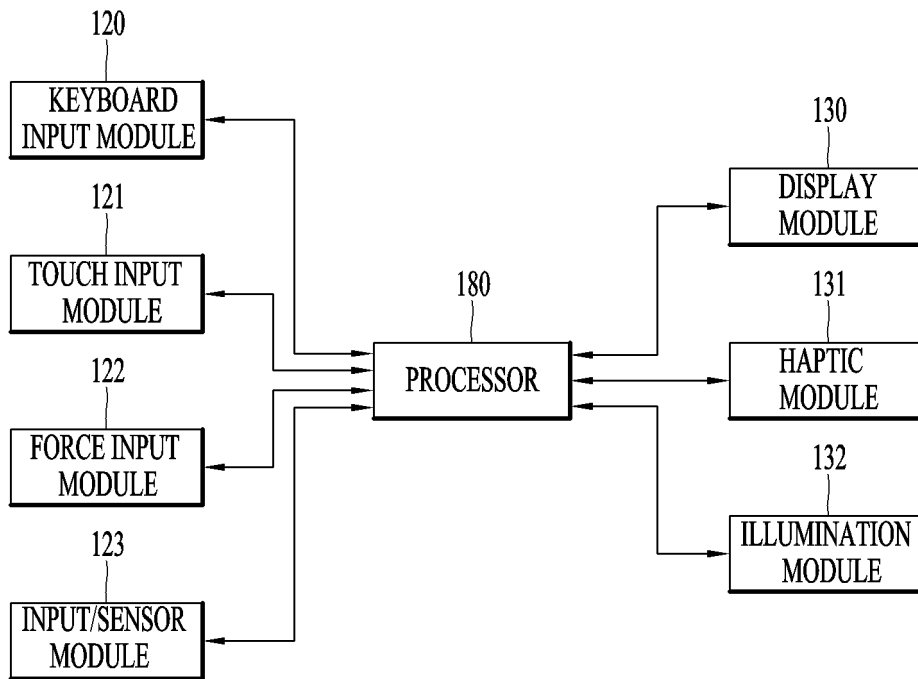 120
KEYBOARD
INPUT MODULE
121
TOUCH INPUT
MODULE
122
FORCE INPUT
MODULE
123
INPUT/SENSOR
MODULE
180
PROCESSOR
130
DISPLAY
MODULE
131
HAPTIC
MODULE
132
ILLUMINATION
MODULE